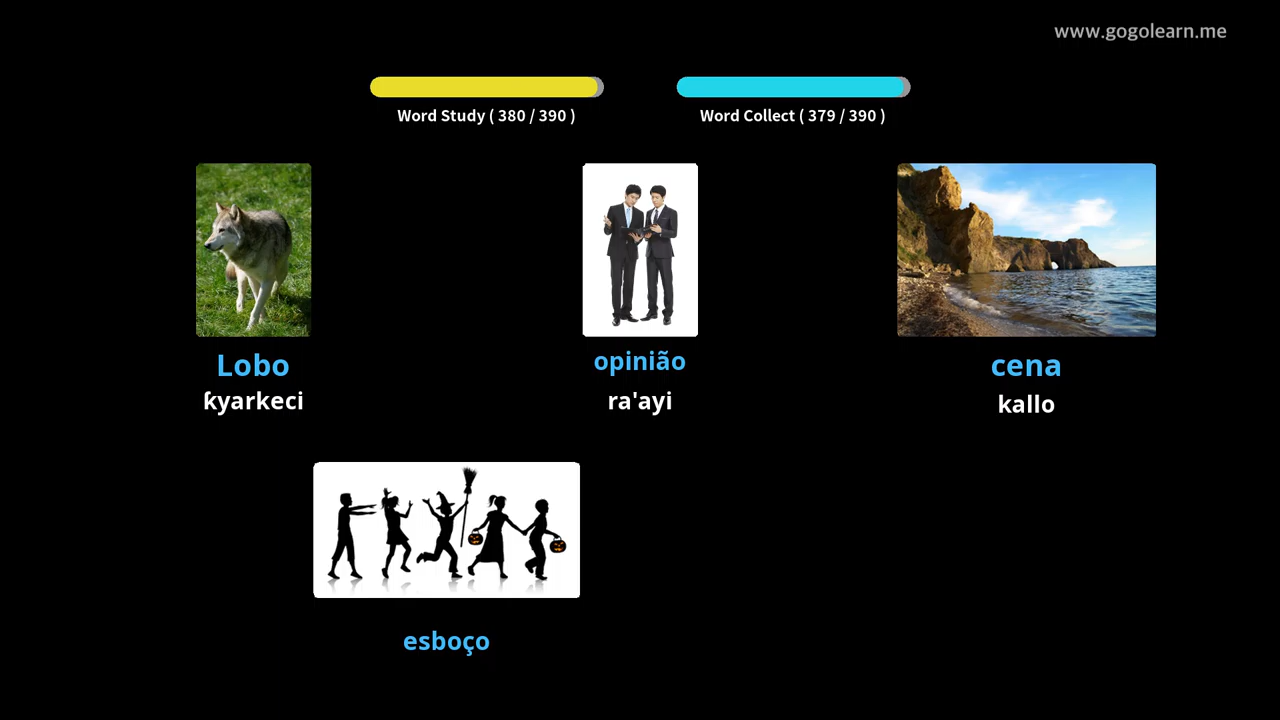 www.gogolearn.me
Word Study ( 380 / 390 )
Word Collect ( 379 / 390 )
Lobo
ƙyarkeci
opinião
ra'ayi
cena
kallo
esboço